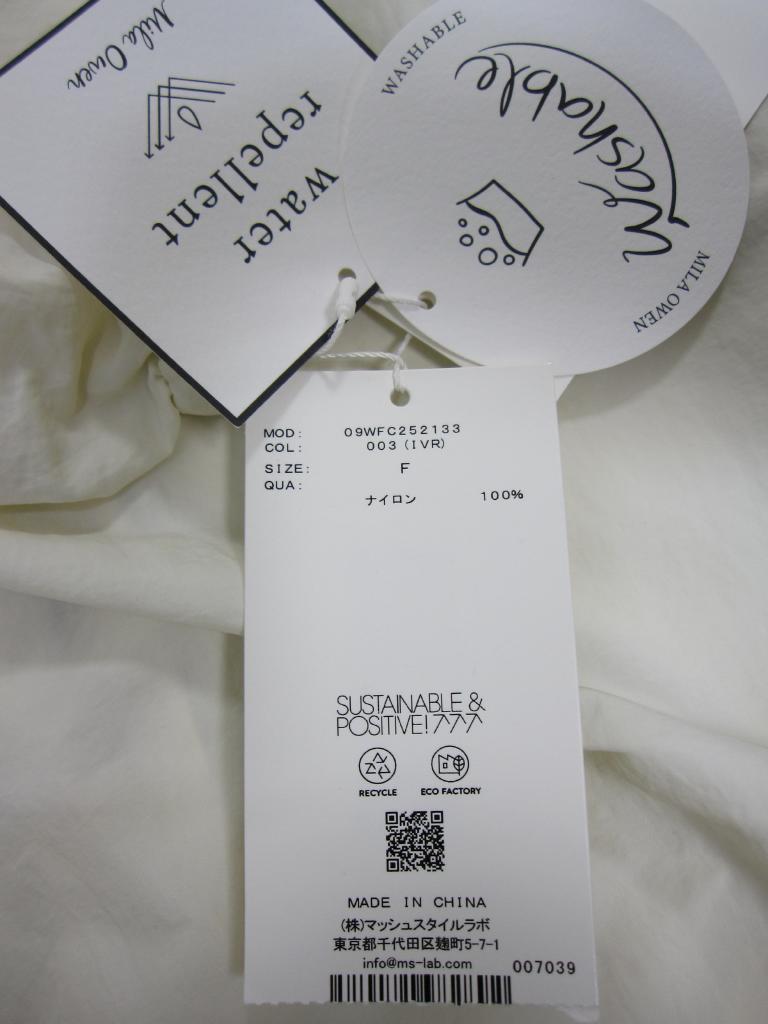 Mila Owen
water
repellent
WASHABLE
Washable
MILA OWEN
MOD: 09WFC252133
COL: 003(IVR)
SIZE: F
QUA:
ナイロン 100%
SUSTAINABLE &
POSITIVE!
RECYCLE ECO FACTORY
MADE IN CHINA
(株)マッシュスタイルラボ
東京都千代田区麹町5-7-1
info@ms-lab.com 007039